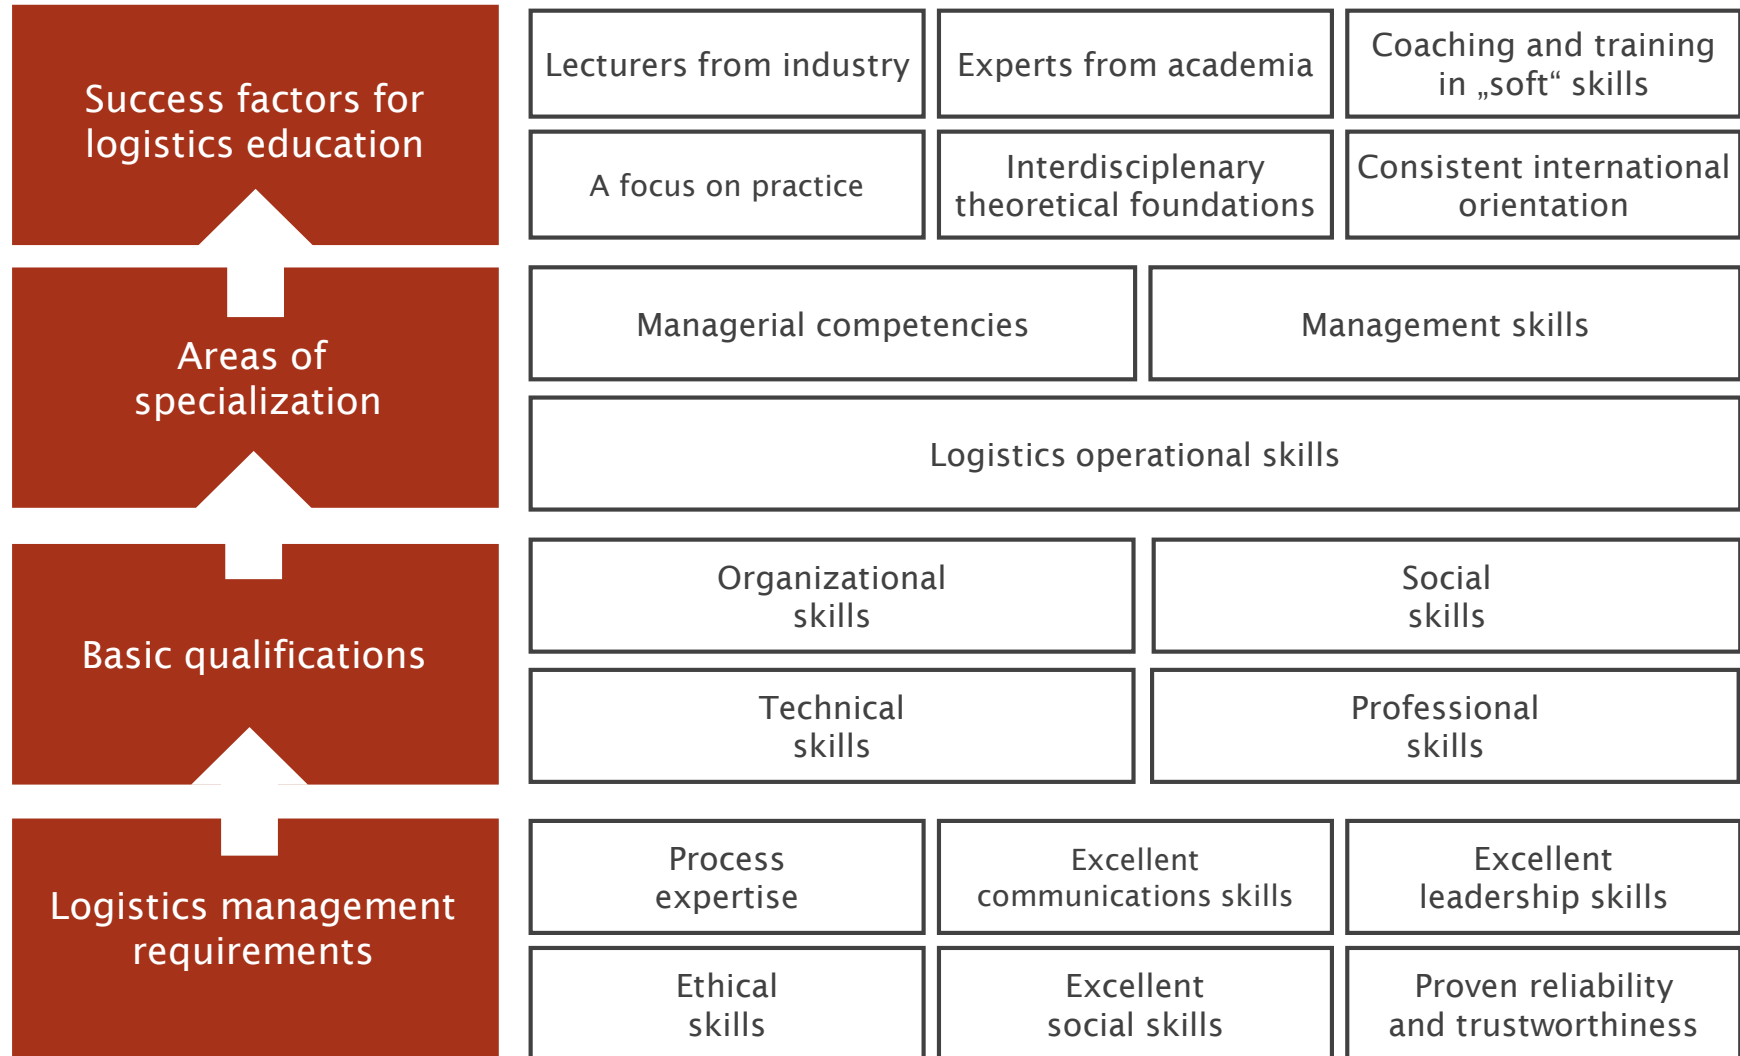 Success factors for
logistics education
Lecturers from industry
Experts from academia
Coaching and training
in „soft“ skills
A focus on practice
Interdisciplenary
theoretical foundations
Consistent international
orientation
Areas of
specialization
Managerial competencies
Management skills
Logistics operational skills
Basic qualifications
Organizational
skills
Social
skills
Technical
skills
Professional
skills
Logistics management
requirements
Process
expertise
Excellent
communications skills
Excellent
leadership skills
Ethical
skills
Excellent
social skills
Proven reliability
and trustworthiness